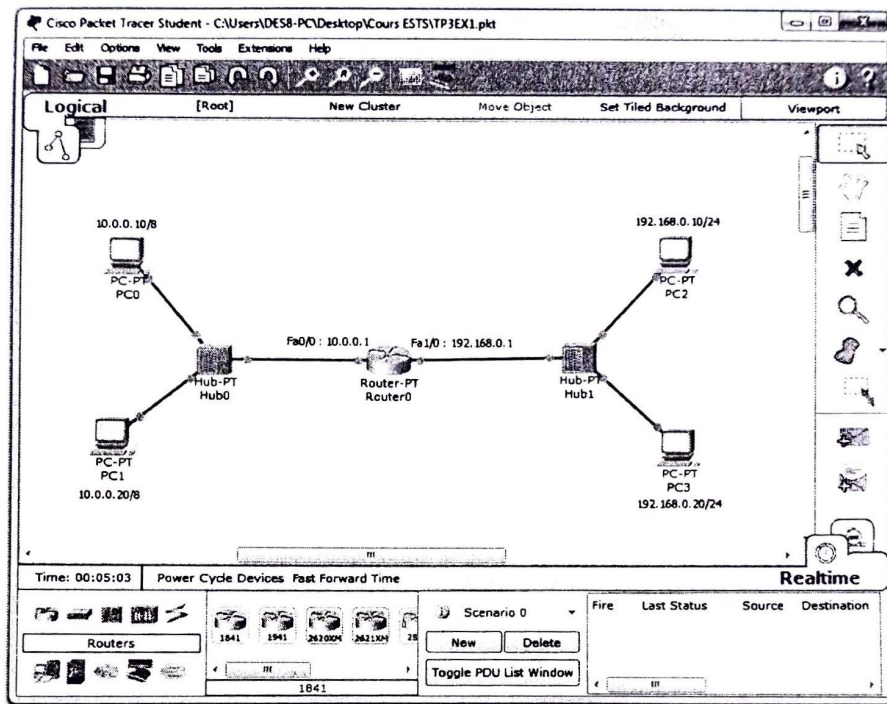 Cisco Packet Tracer Student - C:\Users\DES8-PC\Desktop\Cours ESTS\TP3EX1.pkt
File Edit Options View Tools Extensions Help
Logical [Root] New Cluster Move Object Set Tiled Background Viewport
10.0.0.10/8
PC-PT
PC0
192.168.0.10/24
PC-PT
PC2
Fa0/0 : 10.0.0.1 Fa1/0 : 192.168.0.1
Hub-PT
Hub0
Router-PT
Router0
Hub-PT
Hub1
PC-PT
PC1
10.0.0.20/8
PC-PT
PC3
192.168.0.20/24
Time: 00:05:03 Power Cycle Devices Fast Forward Time Realtime
Routers
1841 1941 2620XM 2621XM 28
1841
Scenario 0
New Delete
Toggle PDU List Window
Fire Last Status Source Destination